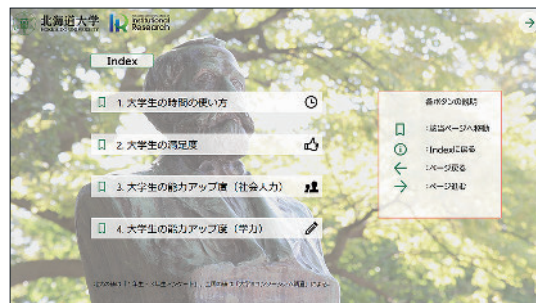 北海道大学
HOKKAIDO UNIVERSITY
Institutional
Research
Index
1. 大学生の時間の使い方
2. 大学生の満足度
3. 大学生の能力アップ度（社会人力）
4. 大学生の能力アップ度（学力）
各ボタンの説明
:該当ページへ移動
:Indexに戻る
:ページ戻る
:ページ進む